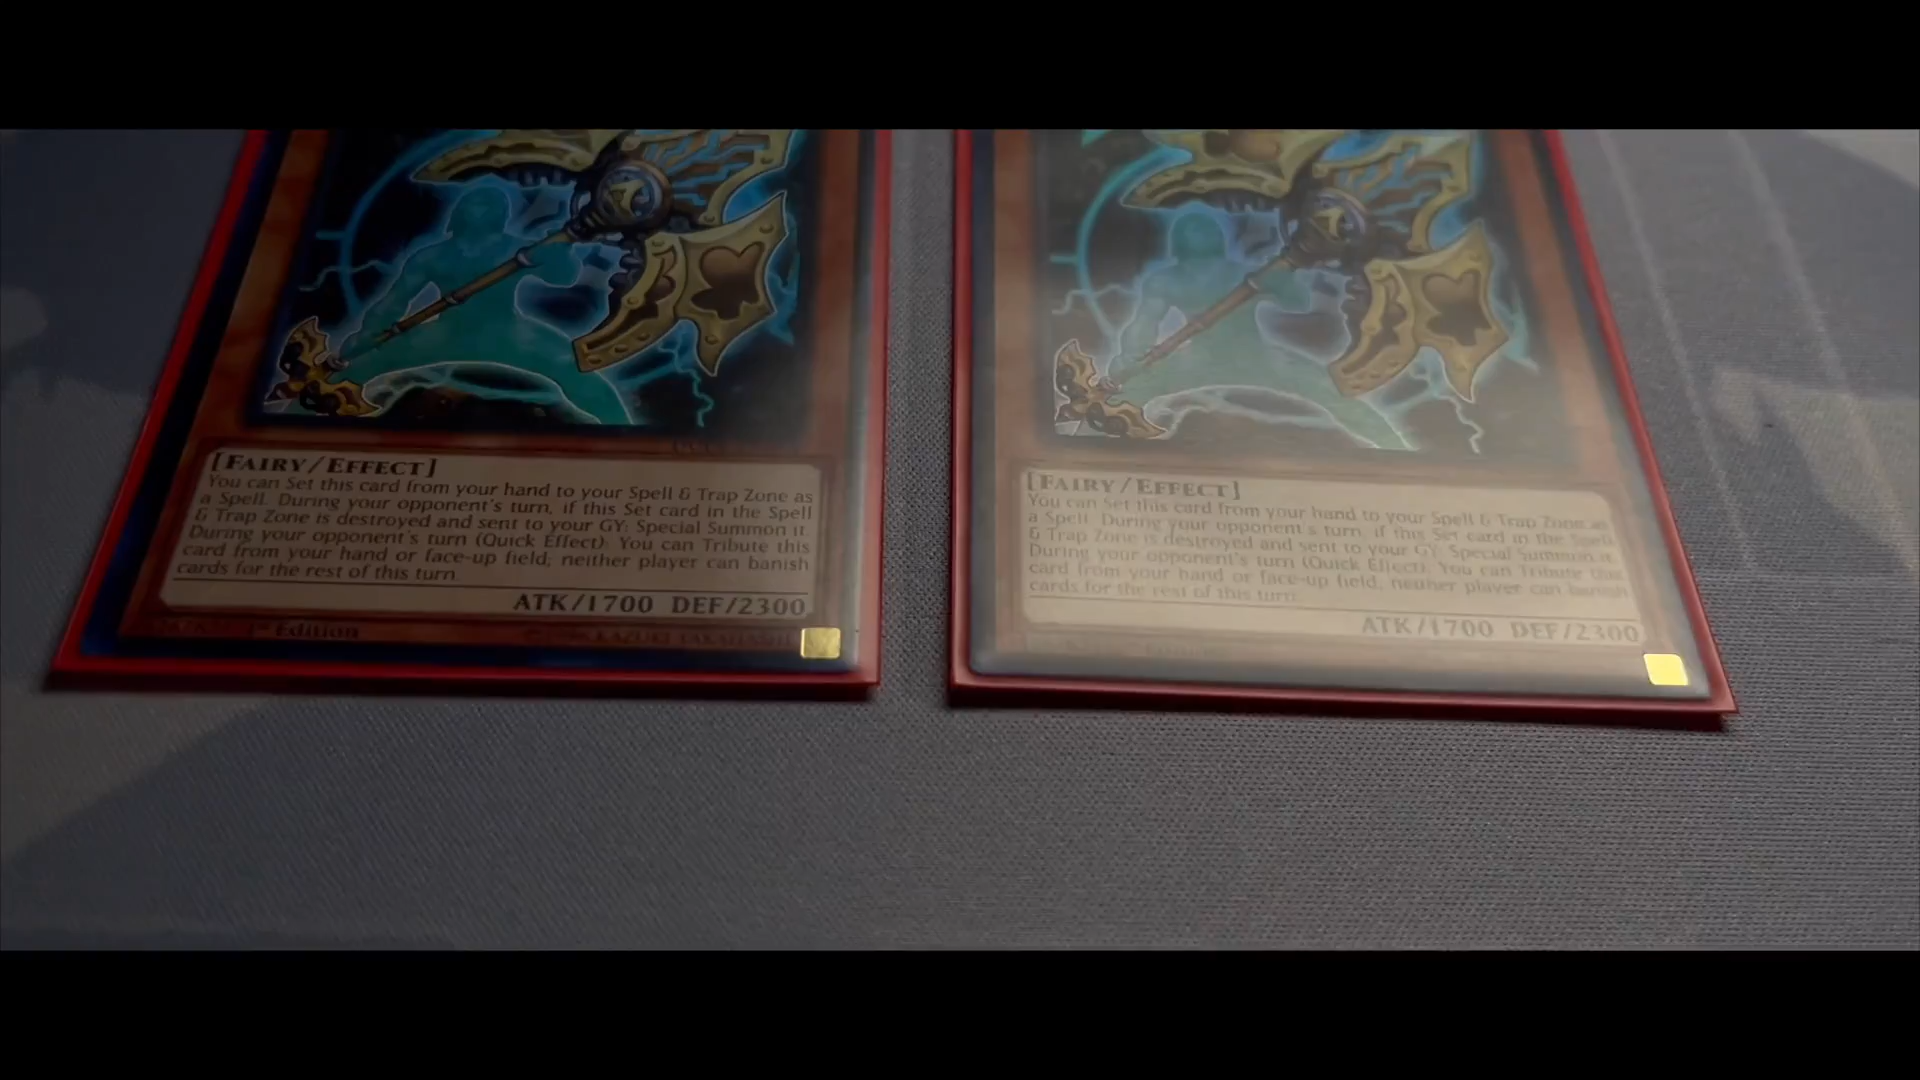 [FAIRY/EFFECT]
You can Set this card from your hand to your Spell & Trap Zone as
a Spell. During your opponent's turn, if this Set card in the Spell
& Trap Zone is destroyed and sent to your GY: Special Summon it.
During your opponent's turn (Quick Effect): You can Tribute this
card from your hand or face-up field; neither player can banish
cards for the rest of this turn.
ATK/1700 DEF/2300
1st Edition
KAZUKI TAKAHASHI
[FAIRY/EFFECT]
You can Set this card from your hand to your Spell & Trap Zone as
a Spell. During your opponent's turn, if this Set card in the Spell
& Trap Zone is destroyed and sent to your GY: Special Summon it.
During your opponent's turn (Quick Effect): You can Tribute this
card from your hand or face-up field; neither player can banish
cards for the rest of this turn.
ATK/1700 DEF/2300